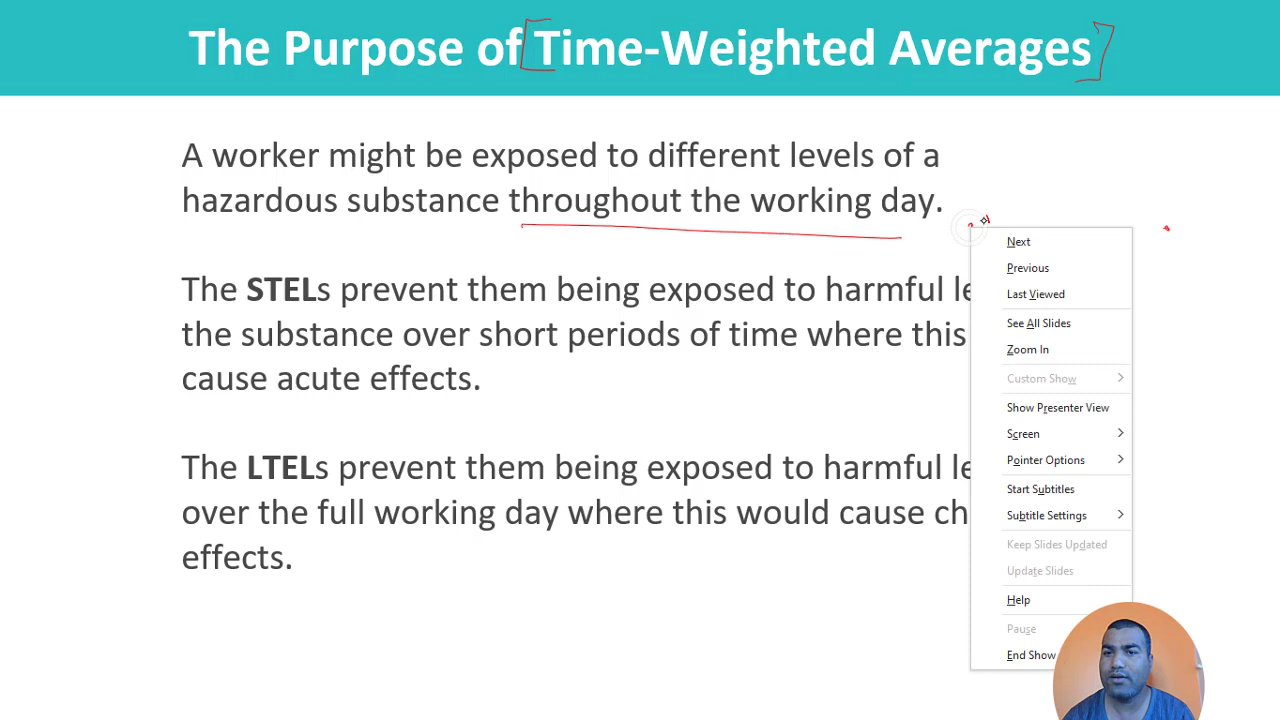 The Purpose of Time-Weighted Averages
A worker might be exposed to different levels of a
hazardous substance throughout the working day.
The STELs prevent them being exposed to harmful le
the substance over short periods of time where this
cause acute effects.
The LTELs prevent them being exposed to harmful le
over the full working day where this would cause ch
effects.
Next
Previous
Last Viewed
See All Slides
Zoom In
Custom Show
Show Presenter View
Screen
Pointer Options
Start Subtitles
Subtitle Settings
Keep Slides Updated
Update Slides
Help
Pause
End Show